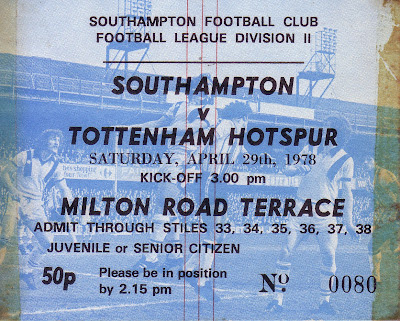 SOUTHAMPTON FOOTBALL CLUB
FOOTBALL LEAGUE DIVISION II
SOUTHAMPTON
V
TOTTENHAM HOTSPUR
SATURDAY, APRIL 29th, 1978
KICK-OFF 3.00 pm
MILTON ROAD TERRACE
ADMIT THROUGH STILES 33, 34, 35, 36, 37, 38
JUVENILE or SENIOR CITIZEN
50p Please be in position
by 2.15 pm
Nº. 0080